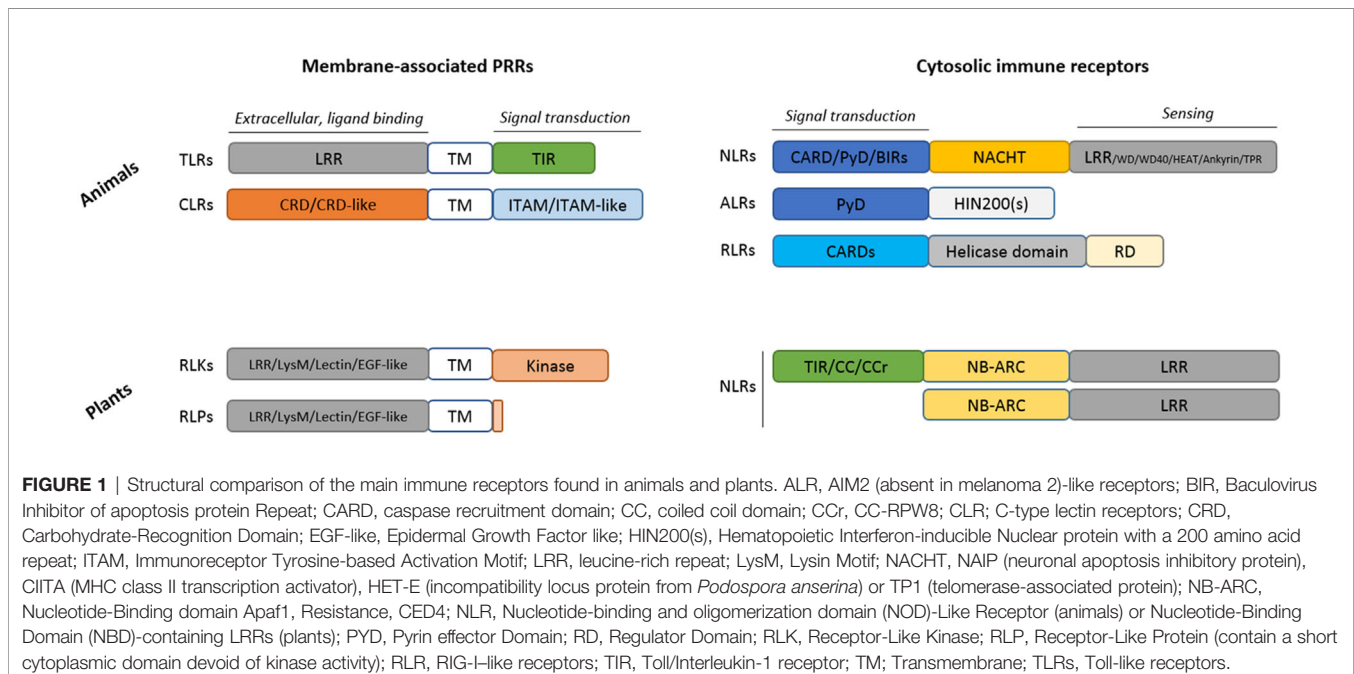 Membrane-associated PRRs
Cytosolic immune receptors
Extracellular, ligand binding
Signal transduction
Signal transduction
Sensing
Animals
TLRs
LRR
TM
TIR
CLRs
CRD/CRD-like
TM
ITAM/ITAM-like
NLRs
CARD/PyD/BIRs
NACHT
LRR/WD/WD40/HEAT/Ankyrin/TPR
ALRs
PyD
HIN200(s)
RLRs
CARDs
Helicase domain
RD
Plants
RLKs
LRR/LysM/Lectin/EGF-like
TM
Kinase
RLPs
LRR/LysM/Lectin/EGF-like
TM
NLRs
TIR/CC/CCr
NB-ARC
LRR
NB-ARC
LRR
FIGURE 1 | Structural comparison of the main immune receptors found in animals and plants. ALR, AIM2 (absent in melanoma 2)-like receptors; BIR, Baculovirus
Inhibitor of apoptosis protein Repeat; CARD, caspase recruitment domain; CC, coiled coil domain; CCr, CC-RPW8; CLR; C-type lectin receptors; CRD,
Carbohydrate-Recognition Domain; EGF-like, Epidermal Growth Factor like; HIN200(s), Hematopoietic Interferon-inducible Nuclear protein with a 200 amino acid
repeat; ITAM, Immunoreceptor Tyrosine-based Activation Motif; LRR, leucine-rich repeat; LysM, Lysin Motif; NACHT, NAIP (neuronal apoptosis inhibitory protein),
CIITA (MHC class II transcription activator), HET-E (incompatibility locus protein from Podospora anserina) or TP1 (telomerase-associated protein); NB-ARC,
Nucleotide-Binding domain Apaf1, Resistance, CED4; NLR, Nucleotide-binding and oligomerization domain (NOD)-Like Receptor (animals) or Nucleotide-Binding
Domain (NBD)-containing LRRs (plants); PYD, Pyrin effector Domain; RD, Regulator Domain; RLK, Receptor-Like Kinase; RLP, Receptor-Like Protein (contain a short
cytoplasmic domain devoid of kinase activity); RLR, RIG-I–like receptors; TIR, Toll/Interleukin-1 receptor; TM; Transmembrane; TLRs, Toll-like receptors.